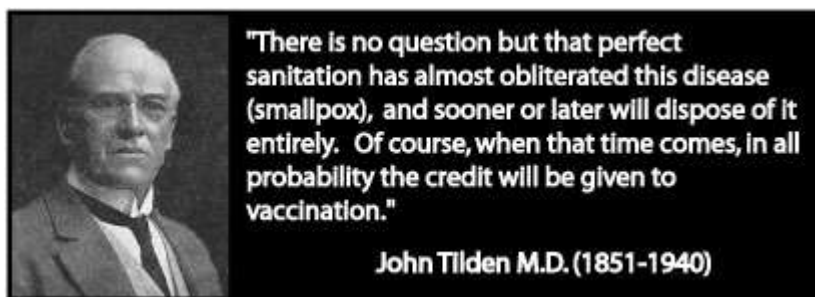 "There is no question but that perfect
sanitation has almost obliterated this disease
(smallpox), and sooner or later will dispose of it
entirely. Of course, when that time comes, in all
probability the credit will be given to
vaccination."
John Tilden M.D. (1851-1940)